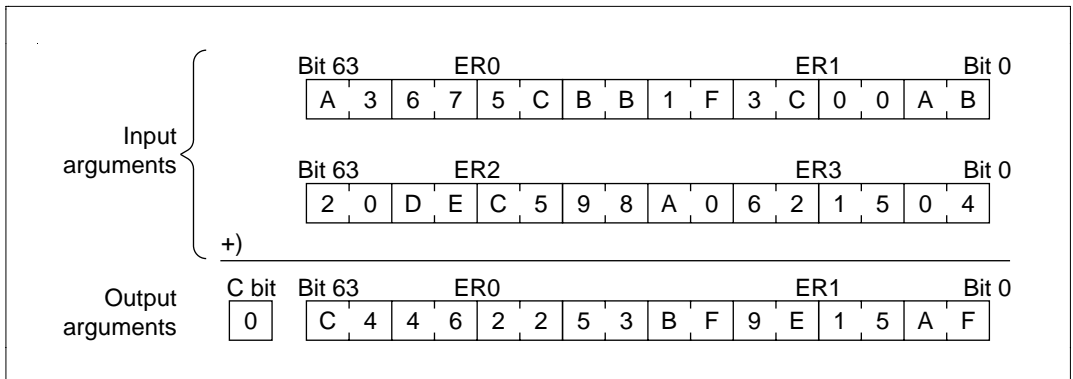 Bit 63 ER0 ER1 Bit 0
A 3 6 7 5 C B B 1 F 3 C 0 0 A B
Input
arguments
Bit 63 ER2 ER3 Bit 0
2 0 D E C 5 9 8 A 0 6 2 1 5 0 4
+)
C bit Bit 63 ER0 ER1 Bit 0
Output
arguments
0 C 4 4 6 2 2 5 3 B F 9 E 1 5 A F